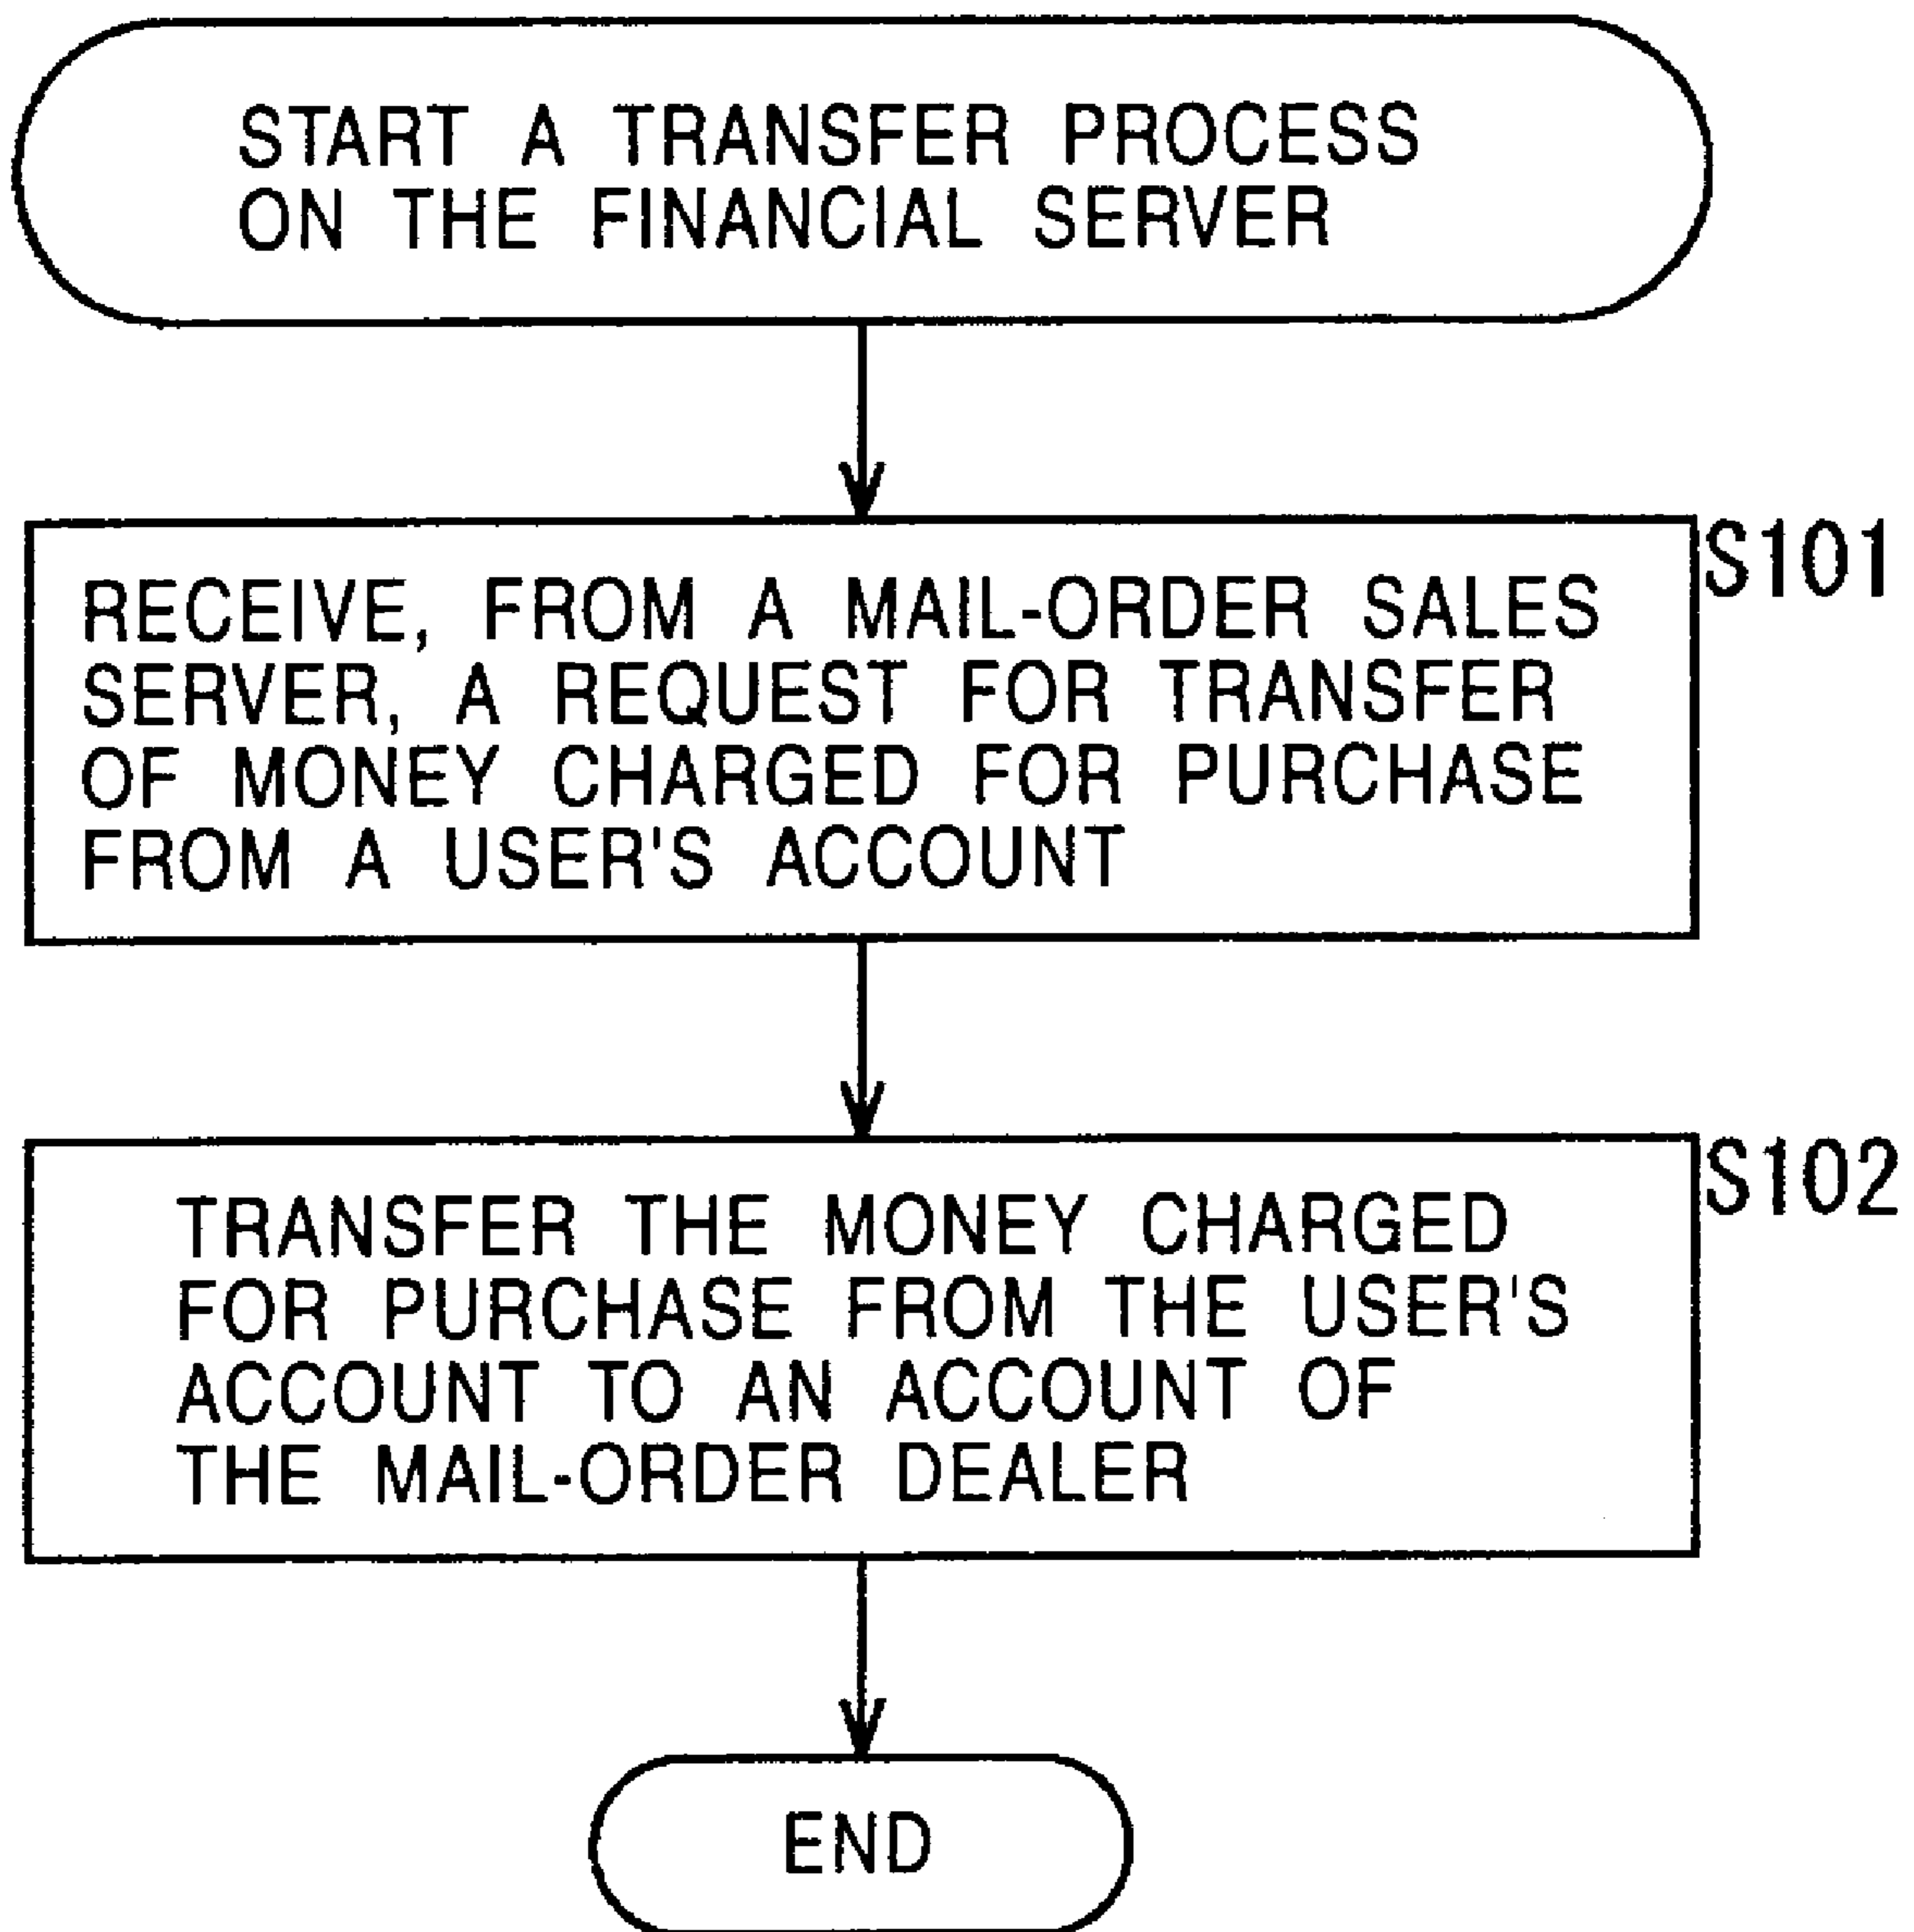 START A TRANSFER PROCESS
ON THE FINANCIAL SERVER
S101
RECEIVE, FROM A MAIL-ORDER SALES
SERVER, A REQUEST FOR TRANSFER
OF MONEY CHARGED FOR PURCHASE
FROM A USER'S ACCOUNT
S102
TRANSFER THE MONEY CHARGED
FOR PURCHASE FROM THE USER'S
ACCOUNT TO AN ACCOUNT OF
THE MAIL-ORDER DEALER
END